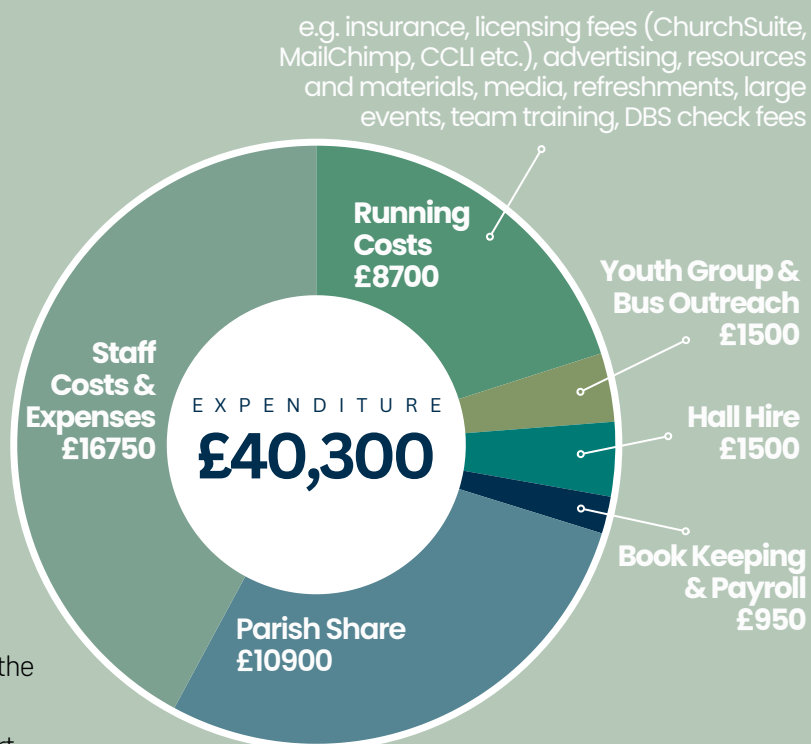 e.g. insurance, licensing fees (ChurchSuite,
MailChimp, CCLI etc.), advertising, resources
and materials, media, refreshments, large
events, team training, DBS check fees
Running
Costs
£8700
Youth Group &
Bus Outreach
£1500
Hall Hire
£1500
Book Keeping
& Payroll
£950
Parish Share
£10900
Staff
Costs &
Expenses
£16750
EXPENDITURE
£40,300
the